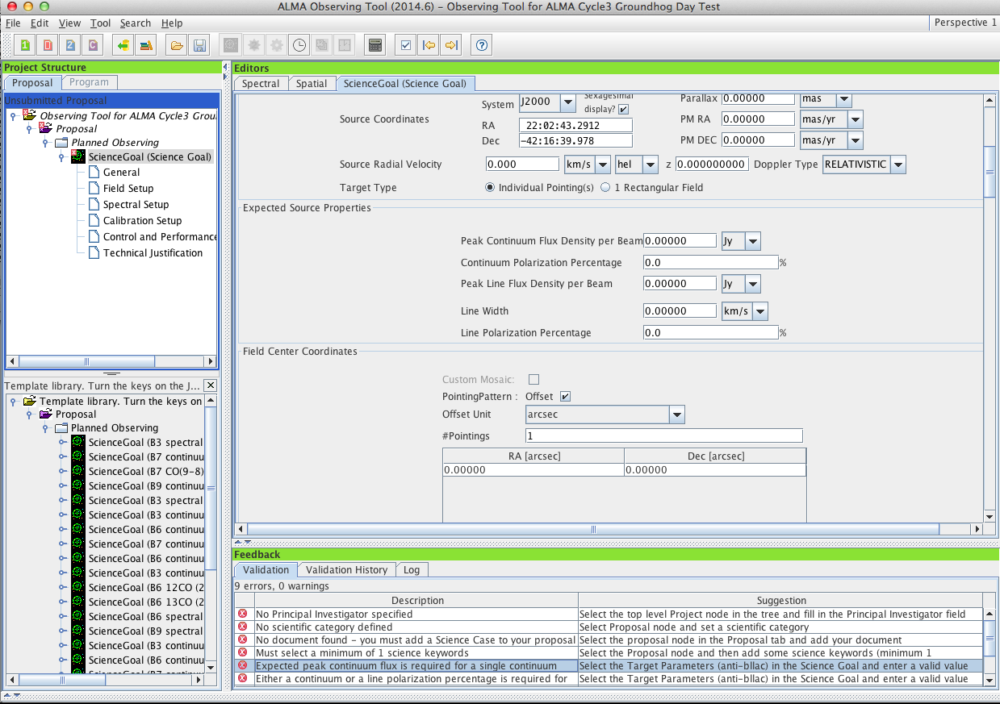 ALMA Observing Tool (2014.6) – Observing Tool for ALMA Cycle3 Groundhog Day Test
File Edit View Tool Search Help
Perspective 1
Project Structure
Proposal Program
Unsubmitted Proposal
Observing Tool for ALMA Cycle3 Grou
Proposal
Planned Observing
ScienceGoal (Science Goal)
General
Field Setup
Spectral Setup
Calibration Setup
Control and Performance
Technical Justification
Template library. Turn the keys on the J...
Template library. Turn the keys on
Proposal
Planned Observing
ScienceGoal (B3 spectral
ScienceGoal (B7 continuu
ScienceGoal (B7 CO(9–8)
ScienceGoal (B9 continuu
ScienceGoal (B3 spectral
ScienceGoal (B3 continuu
ScienceGoal (B6 continuu
ScienceGoal (B7 continuu
ScienceGoal (B6 continuu
ScienceGoal (B3 continuu
ScienceGoal (B6 12CO (2
ScienceGoal (B6 13CO (2
ScienceGoal (B6 spectral
ScienceGoal (B9 spectral
ScienceGoal (B3 continuu
ScienceGoal (B6 continuu
Editors
Spectral Spatial ScienceGoal (Science Goal)
Source Coordinates
System J2000 Sexagesimal display?
RA 22:02:43.2912
Dec -42:16:39.978
Parallax 0.00000 mas
PM RA 0.00000 mas/yr
PM DEC 0.00000 mas/yr
Source Radial Velocity 0.000 km/s hel z 0.000000000 Doppler Type RELATIVISTIC
Target Type Individual Pointing(s) 1 Rectangular Field
Expected Source Properties
Peak Continuum Flux Density per Beam 0.00000 Jy
Continuum Polarization Percentage 0.0 %
Peak Line Flux Density per Beam 0.00000 Jy
Line Width 0.00000 km/s
Line Polarization Percentage 0.0 %
Field Center Coordinates
Custom Mosaic:
PointingPattern : Offset
Offset Unit arcsec
#Pointings 1
RA [arcsec] Dec [arcsec]
0.00000 0.00000
Feedback
Validation Validation History Log
9 errors, 0 warnings
Description Suggestion
No Principal Investigator specified Select the top level Project node in the tree and fill in the Principal Investigator field
No scientific category defined Select Proposal node and set a scientific category
No document found – you must add a Science Case to your proposal Select the proposal node in the Proposal tab and add your document
Must select a minimum of 1 science keywords Select the Proposal node and then add some science keywords (minimum 1
Expected peak continuum flux is required for a single continuum Select the Target Parameters (anti-bllac) in the Science Goal and enter a valid value
Either a continuum or a line polarization percentage is required for Select the Target Parameters (anti-bllac) in the Science Goal and enter a valid value